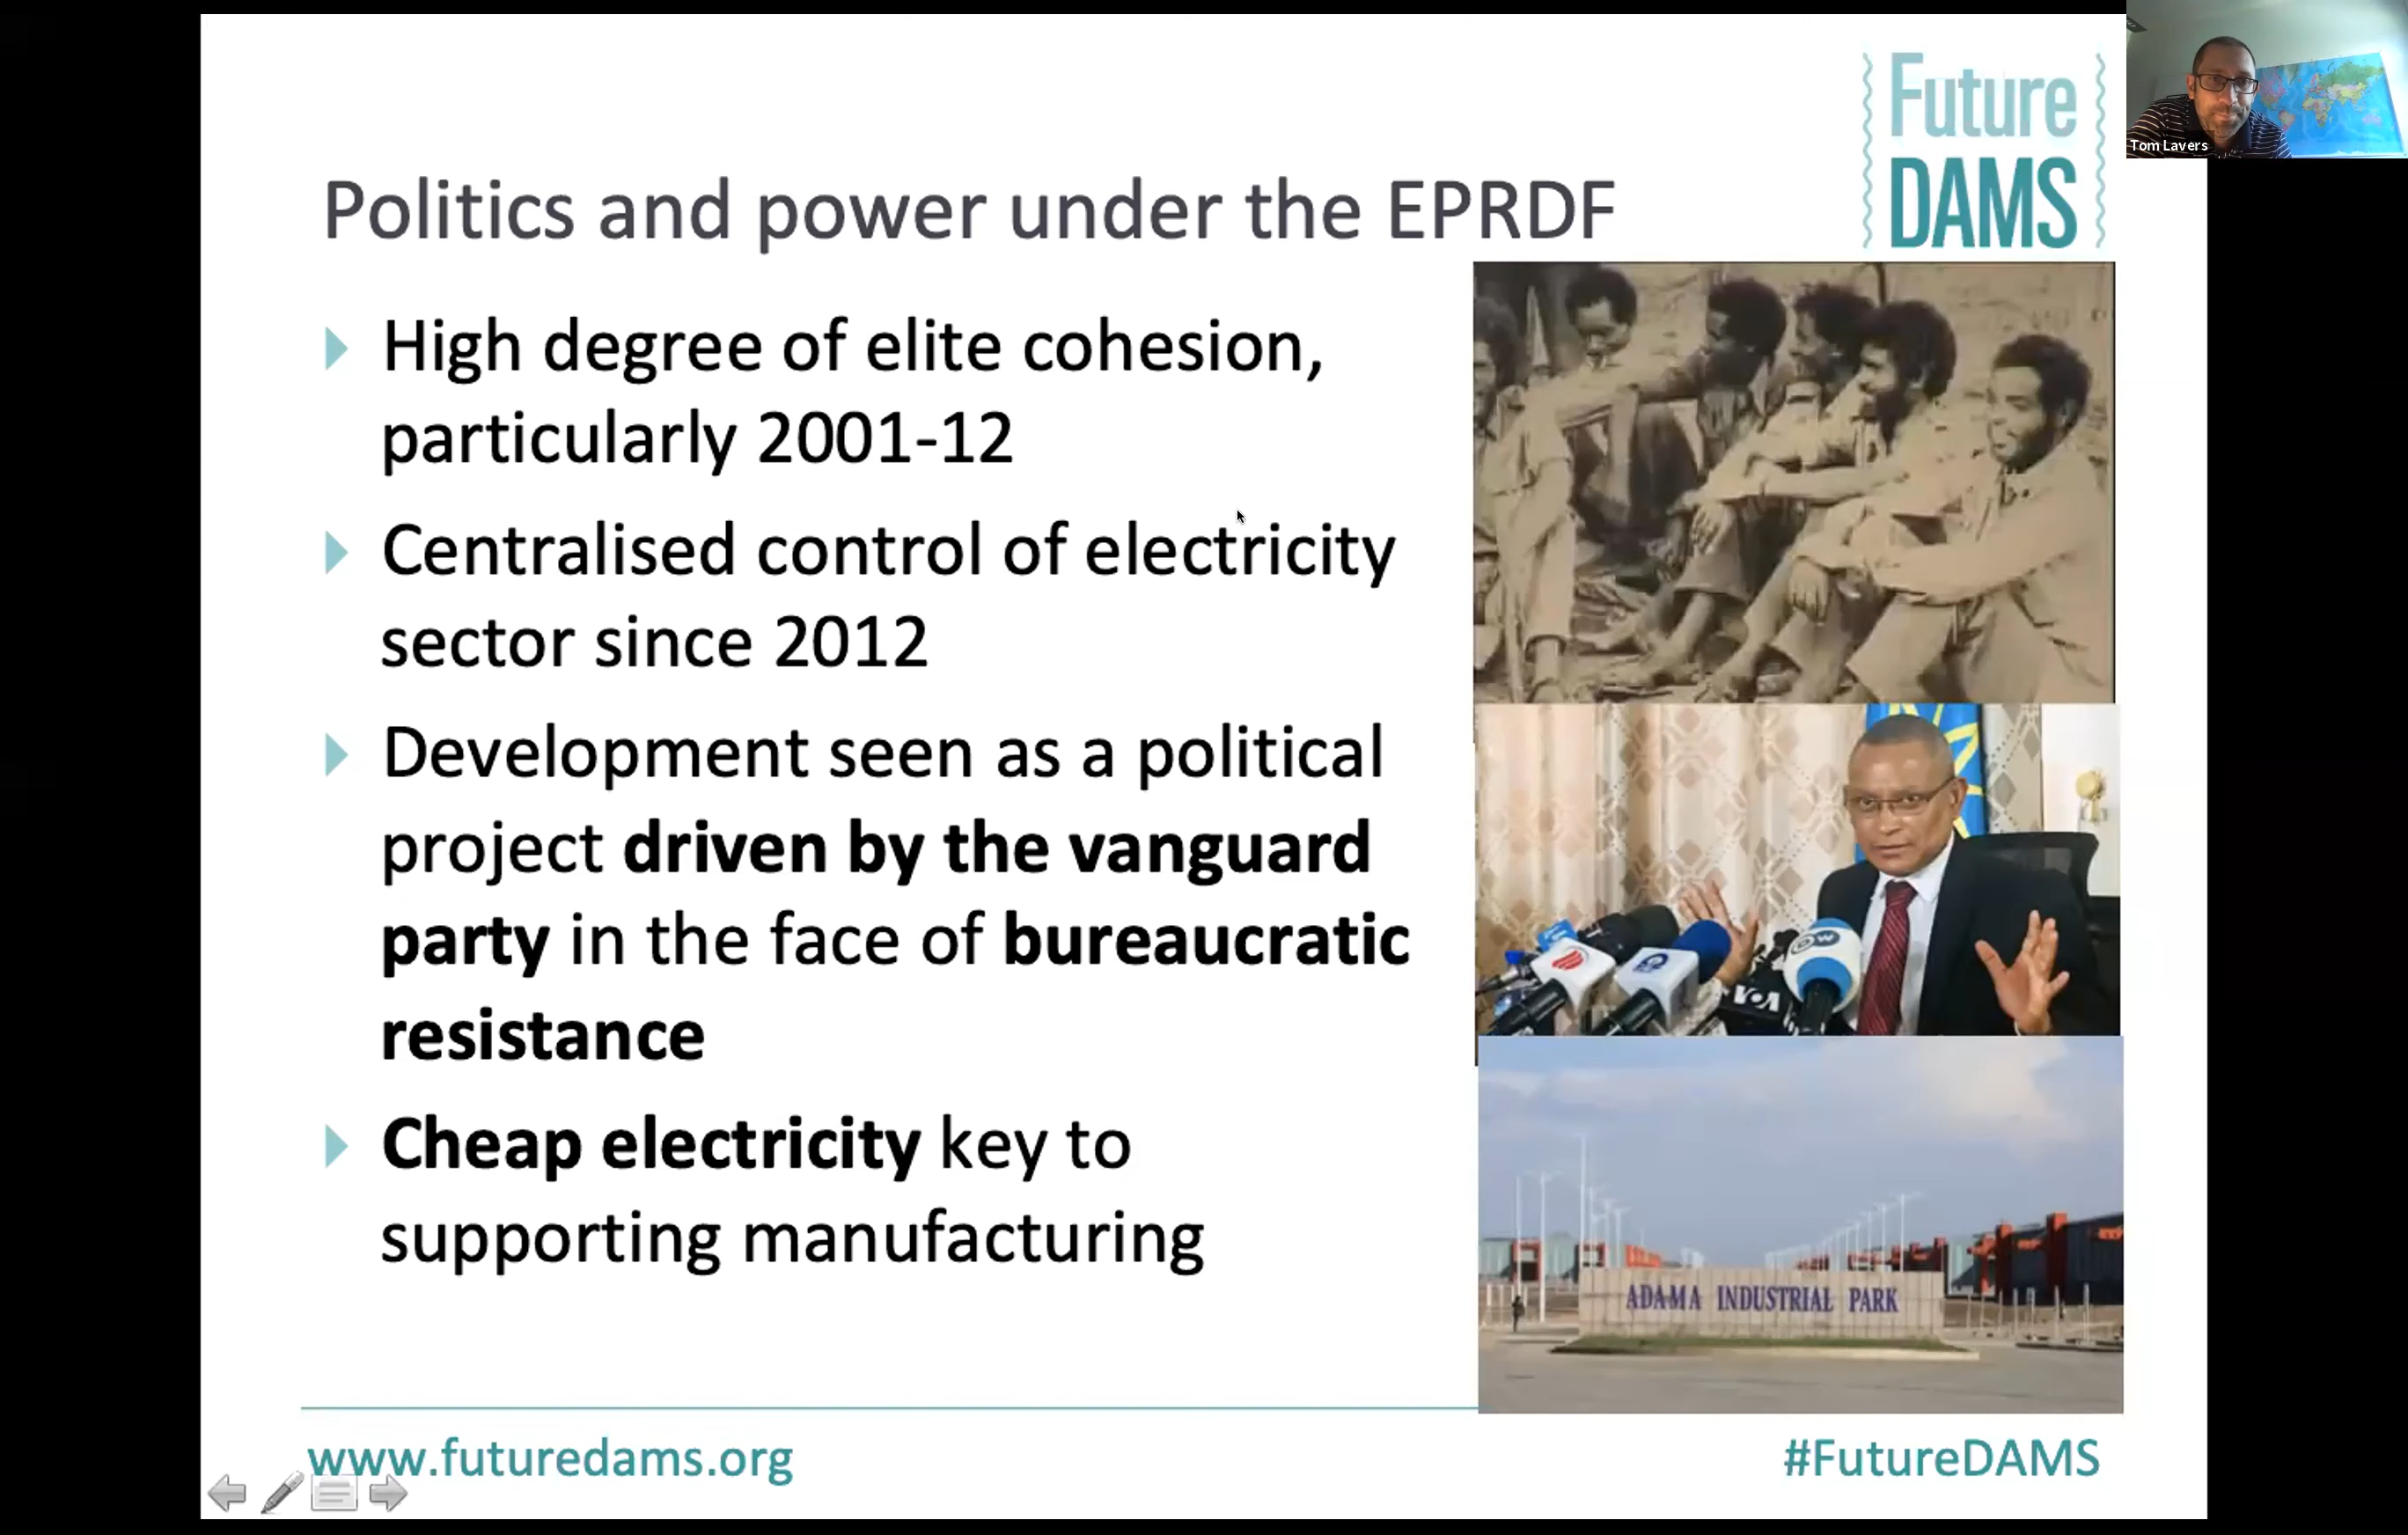 Future
DAMS
Tom Lavers
Politics and power under the EPRDF
High degree of elite cohesion,
particularly 2001-12
Centralised control of electricity
sector since 2012
Development seen as a political
project driven by the vanguard
party in the face of bureaucratic
resistance
Cheap electricity key to
supporting manufacturing
DW
VOA
ADAMA INDUSTRIAL PARK
www.futuredams.org
#FutureDAMS